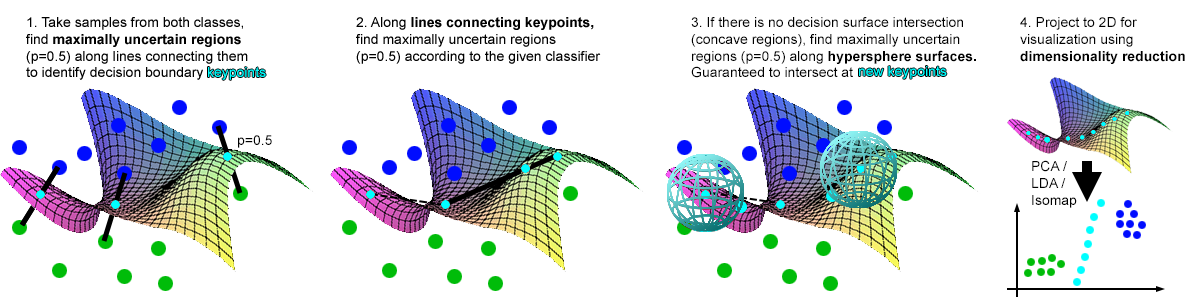 1. Take samples from both classes,
find maximally uncertain regions
(p=0.5) along lines connecting them
to identify decision boundary keypoints
p=0.5
2. Along lines connecting keypoints,
find maximally uncertain regions
(p=0.5) according to the given classifier
3. If there is no decision surface intersection
(concave regions), find maximally uncertain
regions (p=0.5) along hypersphere surfaces.
Guaranteed to intersect at new keypoints
4. Project to 2D for
visualization using
dimensionality reduction
PCA /
LDA /
Isomap